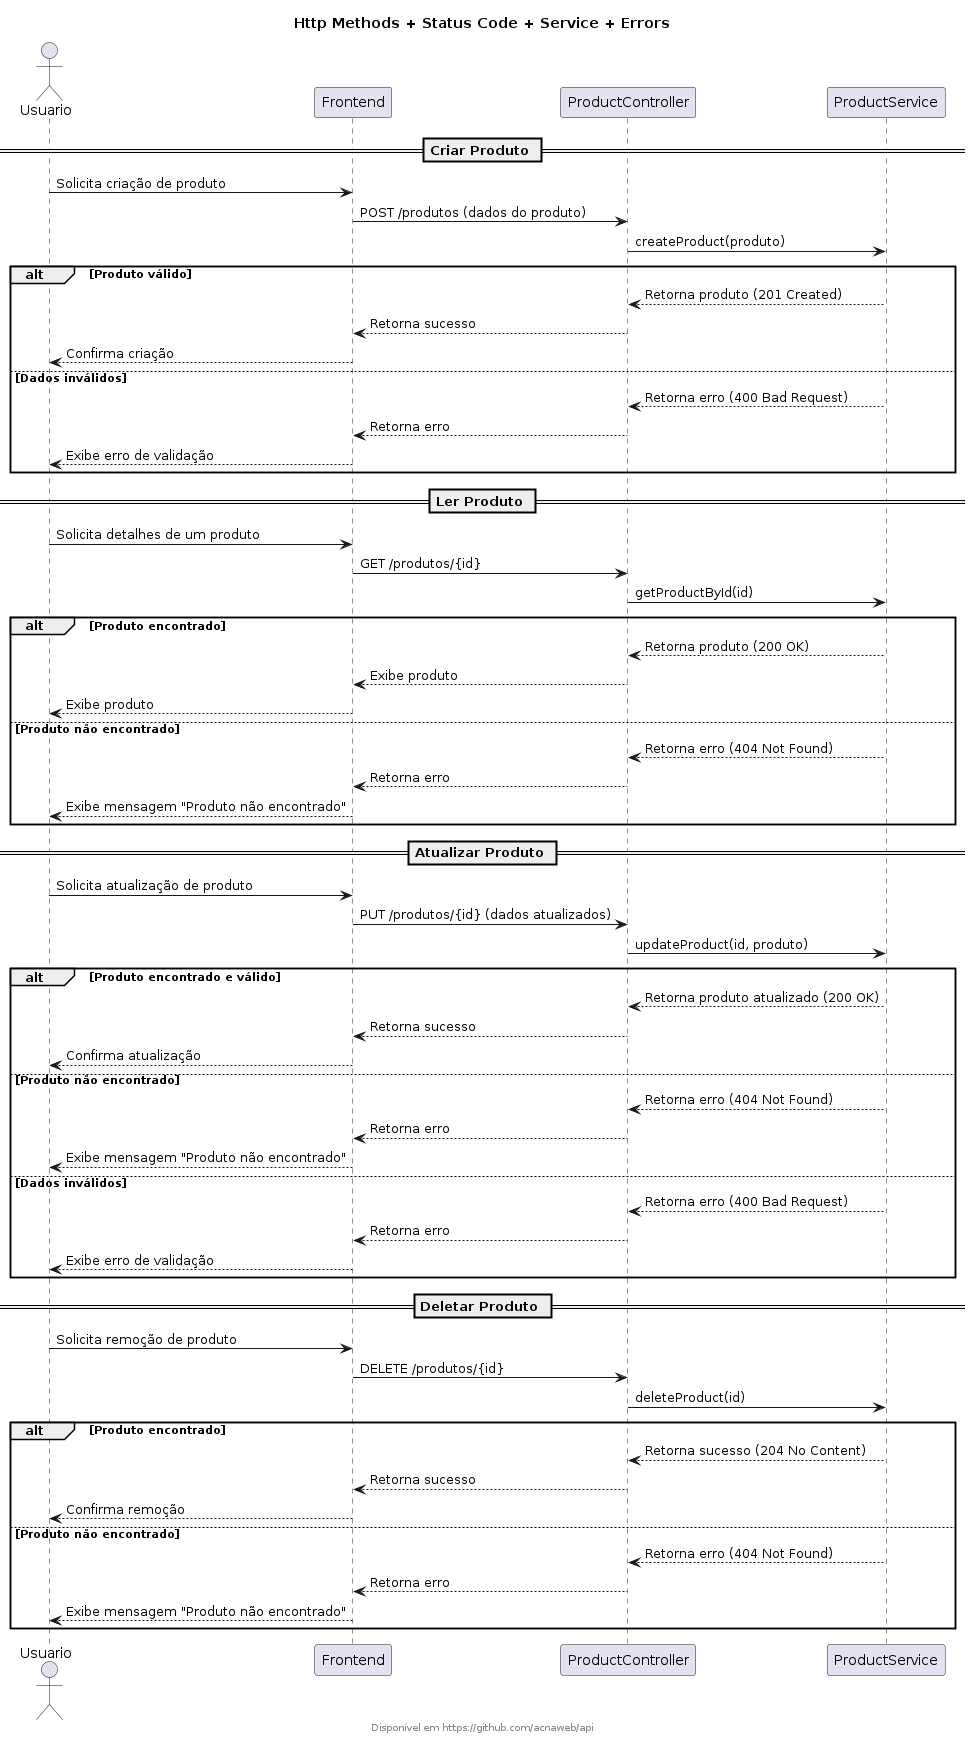 Http Methods + Status Code + Service + Errors
Usuario
Frontend
ProductController
ProductService
Criar Produto
Solicita criação de produto
POST /produtos (dados do produto)
createProduct(produto)
alt [Produto válido]
Retorna produto (201 Created)
Retorna sucesso
Confirma criação
[Dados inválidos]
Retorna erro (400 Bad Request)
Retorna erro
Exibe erro de validação
Ler Produto
Solicita detalhes de um produto
GET /produtos/{id}
getProductById(id)
alt [Produto encontrado]
Retorna produto (200 OK)
Exibe produto
Exibe produto
[Produto não encontrado]
Retorna erro (404 Not Found)
Retorna erro
Exibe mensagem "Produto não encontrado"
Atualizar Produto
Solicita atualização de produto
PUT /produtos/{id} (dados atualizados)
updateProduct(id, produto)
alt [Produto encontrado e válido]
Retorna produto atualizado (200 OK)
Retorna sucesso
Confirma atualização
[Produto não encontrado]
Retorna erro (404 Not Found)
Retorna erro
Exibe mensagem "Produto não encontrado"
[Dados inválidos]
Retorna erro (400 Bad Request)
Retorna erro
Exibe erro de validação
Deletar Produto
Solicita remoção de produto
DELETE /produtos/{id}
deleteProduct(id)
alt [Produto encontrado]
Retorna sucesso (204 No Content)
Retorna sucesso
Confirma remoção
[Produto não encontrado]
Retorna erro (404 Not Found)
Retorna erro
Exibe mensagem "Produto não encontrado"
Usuario
Frontend
ProductController
ProductService
Disponível em https://github.com/acnaweb/api